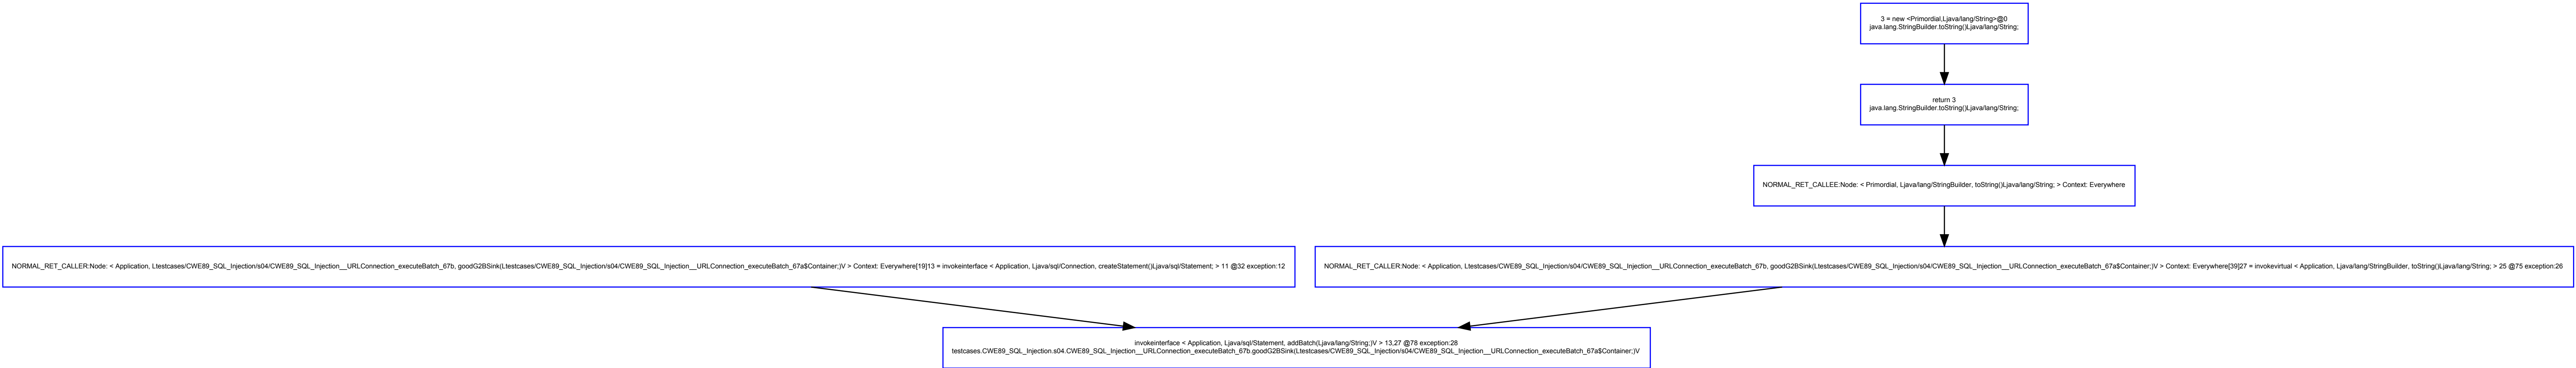 3 = new <Primordial,Ljava/lang/String>@0
java.lang.StringBuilder.toString()Ljava/lang/String;
return 3
java.lang.StringBuilder.toString()Ljava/lang/String;
NORMAL_RET_CALLEE:Node: < Primordial, Ljava/lang/StringBuilder, toString()Ljava/lang/String; > Context: Everywhere
NORMAL_RET_CALLER:Node: < Application, Ltestcases/CWE89_SQL_Injection/s04/CWE89_SQL_Injection__URLConnection_executeBatch_67b, goodG2BSink(Ltestcases/CWE89_SQL_Injection/s04/CWE89_SQL_Injection__URLConnection_executeBatch_67a$Container;)V > Context: Everywhere[19]13 = invokeinterface < Application, Ljava/sql/Connection, createStatement()Ljava/sql/Statement; > 11 @32 exception:12
NORMAL_RET_CALLER:Node: < Application, Ltestcases/CWE89_SQL_Injection/s04/CWE89_SQL_Injection__URLConnection_executeBatch_67b, goodG2BSink(Ltestcases/CWE89_SQL_Injection/s04/CWE89_SQL_Injection__URLConnection_executeBatch_67a$Container;)V > Context: Everywhere[39]27 = invokevirtual < Application, Ljava/lang/StringBuilder, toString()Ljava/lang/String; > 25 @75 exception:26
invokeinterface < Application, Ljava/sql/Statement, addBatch(Ljava/lang/String;)V > 13,27 @78 exception:28
testcases.CWE89_SQL_Injection.s04.CWE89_SQL_Injection__URLConnection_executeBatch_67b.goodG2BSink(Ltestcases/CWE89_SQL_Injection/s04/CWE89_SQL_Injection__URLConnection_executeBatch_67a$Container;)V